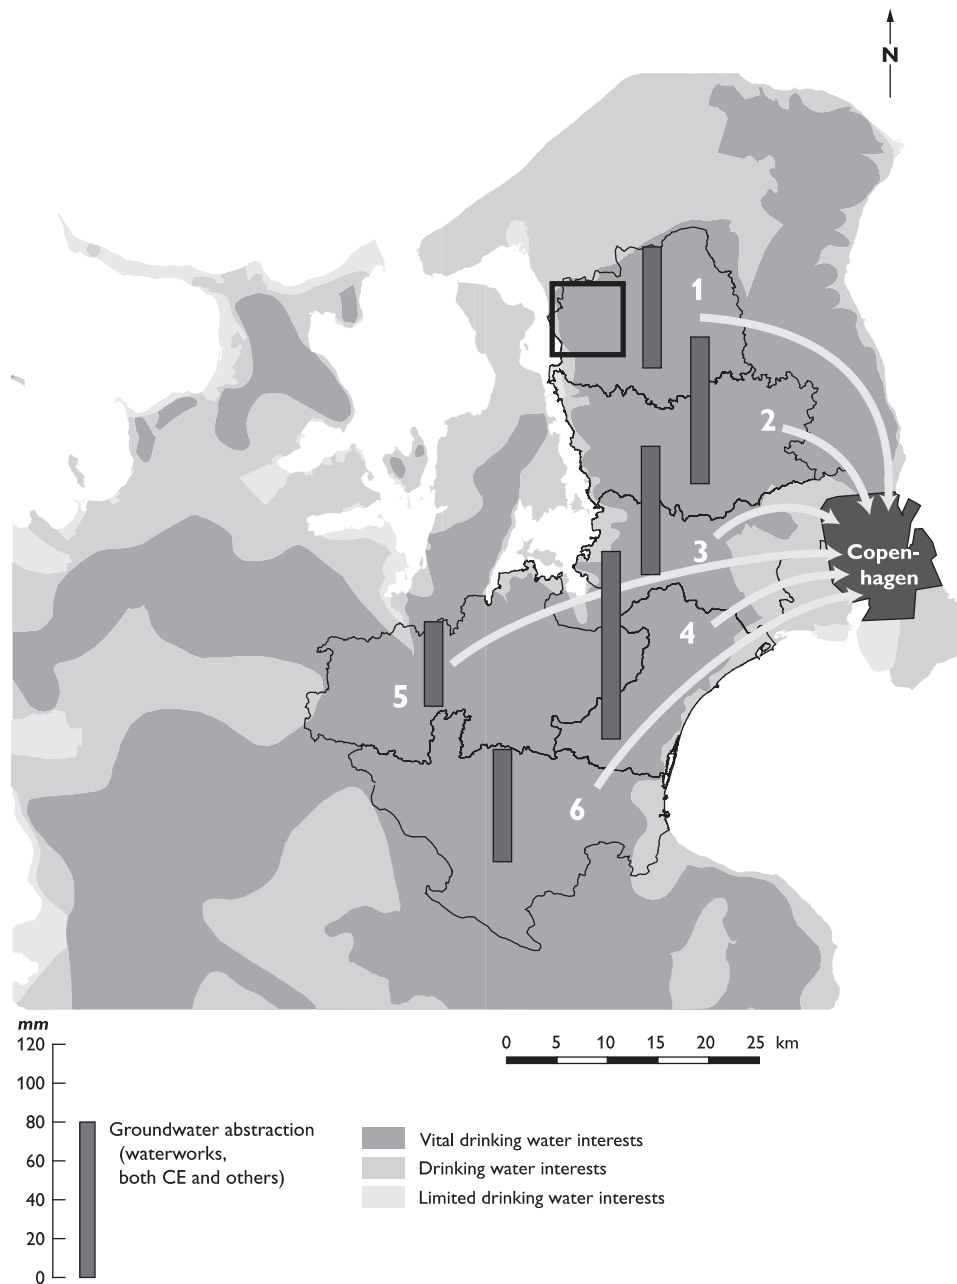 N
1
2
3
Copen-
hagen
4
5
6
mm
120
100
80
60
40
20
0
0 5 10 15 20 25 km
Groundwater abstraction
(waterworks,
both CE and others)
Vital drinking water interests
Drinking water interests
Limited drinking water interests